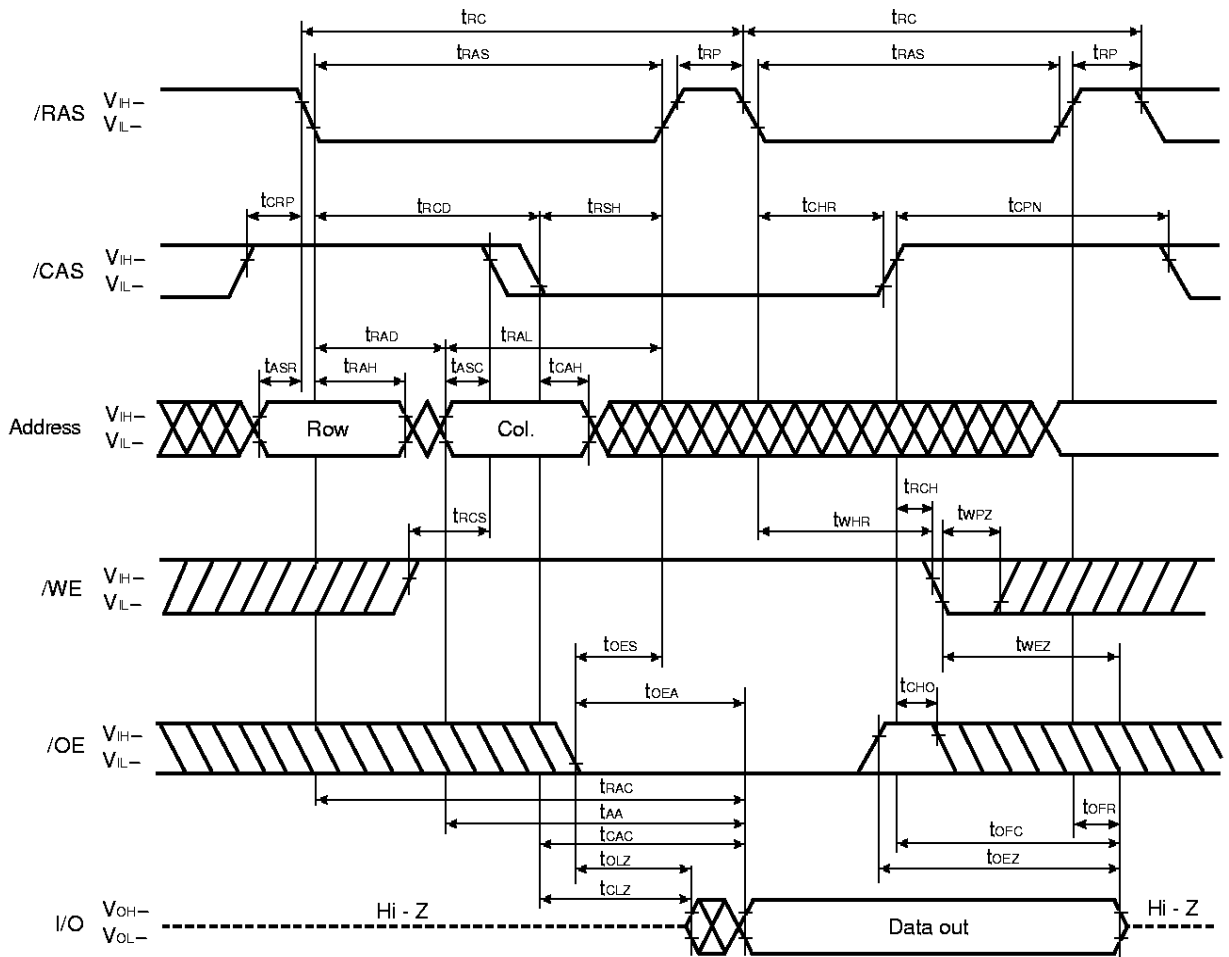 tRC tRC
tRAS tRP tRAS tRP
/RAS VIH–
VIL–
tCRP tRCD tRSH tCHR tCPN
/CAS VIH–
VIL–
tRAD tRAL
tASR tRAH tASC tCAH
Address VIH–
VIL–
Row Col.
tRCH
tRCS tWHR tWPZ
/WE VIH–
VIL–
tOES tWEZ
tOEA tCHO
/OE VIH–
VIL–
tRAC
tAA tOFR
tCAC tOFC
tOLZ tOEZ
tCLZ
I/O VOH–
VOL–
Hi - Z Data out Hi - Z